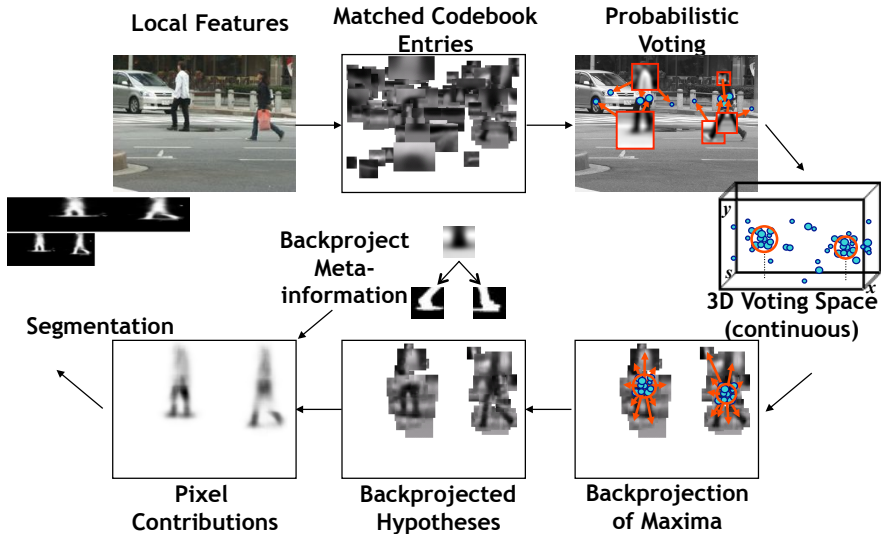 Local Features
Matched Codebook
Entries
Probabilistic
Voting
y
s
x
3D Voting Space
(continuous)
Backproject
Meta-
information
Segmentation
Pixel
Contributions
Backprojected
Hypotheses
Backprojection
of Maxima